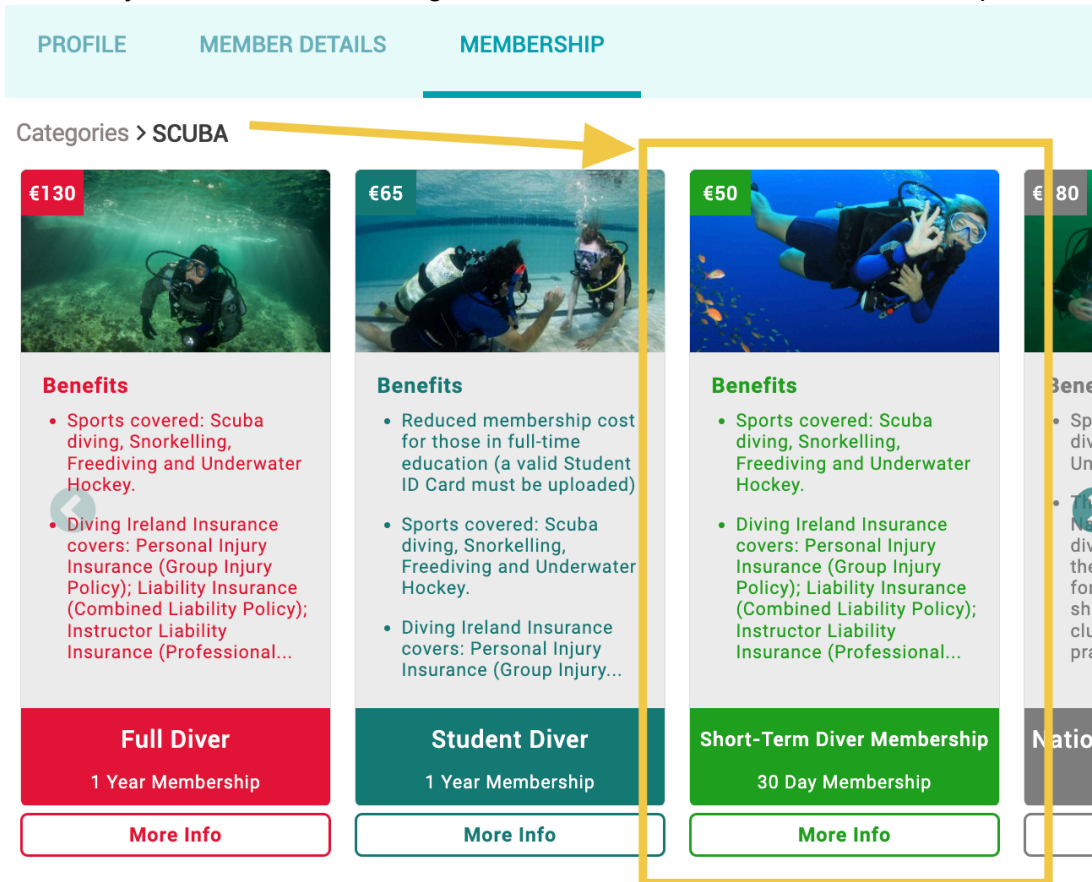 PROFILE MEMBER DETAILS MEMBERSHIP
Categories > SCUBA
€130
Benefits
• Sports covered: Scuba
diving, Snorkelling,
Freediving and Underwater
Hockey.
• Diving Ireland Insurance
covers: Personal Injury
Insurance (Group Injury
Policy); Liability Insurance
(Combined Liability Policy);
Instructor Liability
Insurance (Professional...
Full Diver
1 Year Membership
More Info
€65
Benefits
• Reduced membership cost
for those in full-time
education (a valid Student
ID Card must be uploaded)
• Sports covered: Scuba
diving, Snorkelling,
Freediving and Underwater
Hockey.
• Diving Ireland Insurance
covers: Personal Injury
Insurance (Group Injury...
Student Diver
1 Year Membership
More Info
€50
Benefits
• Sports covered: Scuba
diving, Snorkelling,
Freediving and Underwater
Hockey.
• Diving Ireland Insurance
covers: Personal Injury
Insurance (Group Injury
Policy); Liability Insurance
(Combined Liability Policy);
Instructor Liability
Insurance (Professional...
Short-Term Diver Membership
30 Day Membership
More Info